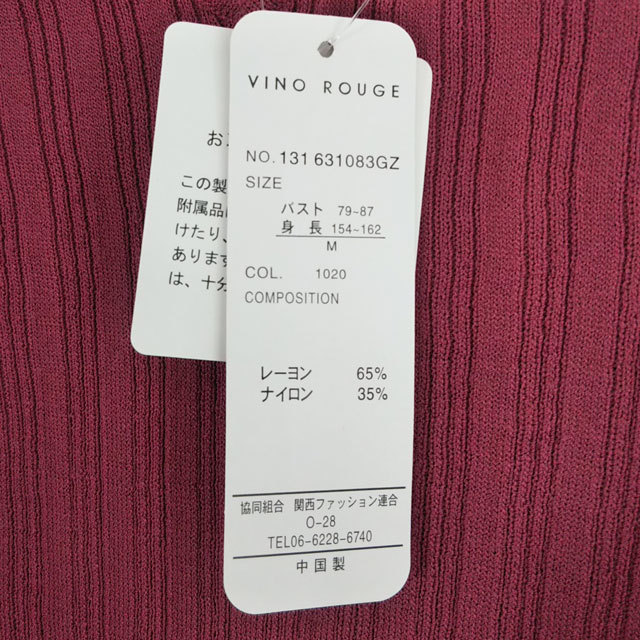 VINO ROUGE
NO. 131 631083GZ
SIZE
バスト 79~87
身長 154~162
M
COL. 1020
COMPOSITION
レーヨン 65%
ナイロン 35%
協同組合 関西ファッション連合
O-28
TEL06-6228-6740
中国製
お
この製
附属品
けたり、
あります
は、十分